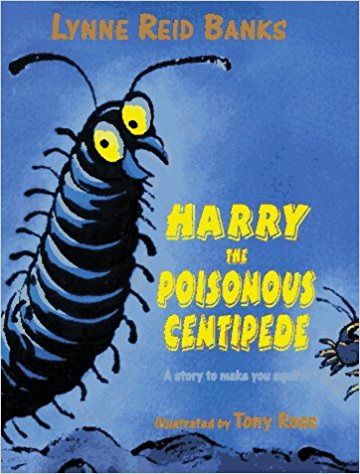 LYNNE REID BANKS
HARRY
THE
POISONOUS
CENTIPEDE
A story to make you squirm
illustrated by Tony Ross